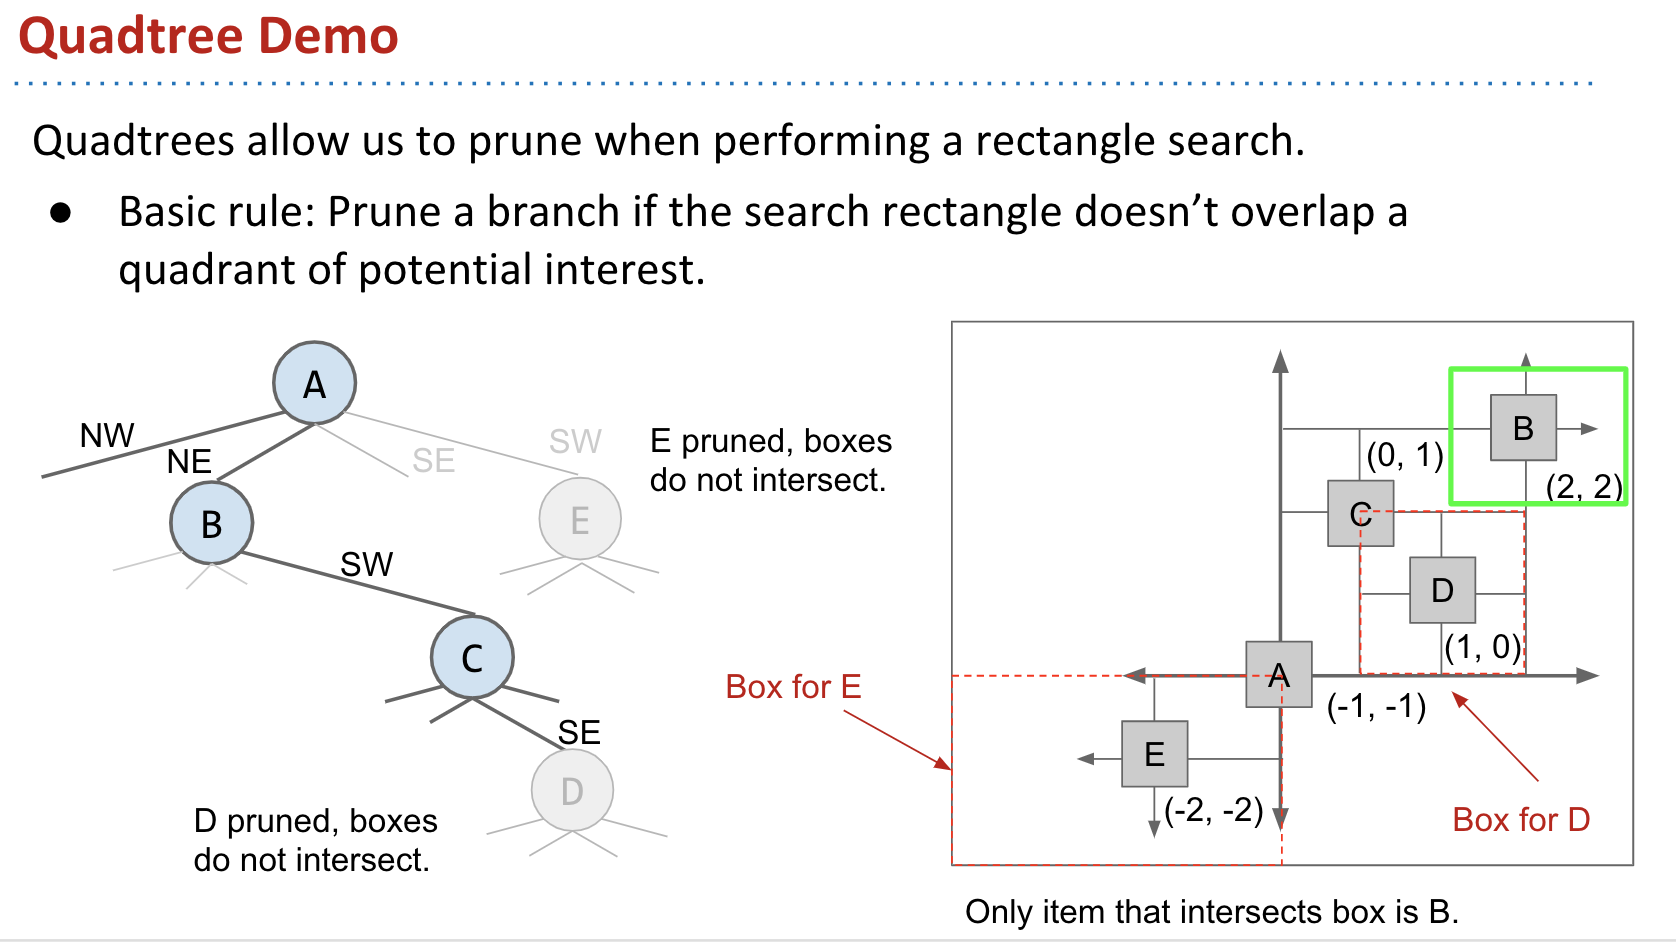 Quadtree Demo
Quadtrees allow us to prune when performing a rectangle search.
● Basic rule: Prune a branch if the search rectangle doesn’t overlap a
quadrant of potential interest.
A
NW
NE
SE
SW
B
E
E pruned, boxes
do not intersect.
SW
C
SE
D
D pruned, boxes
do not intersect.
B
(0, 1)
(2, 2)
C
D
(1, 0)
A
(-1, -1)
E
(-2, -2)
Box for E
Box for D
Only item that intersects box is B.